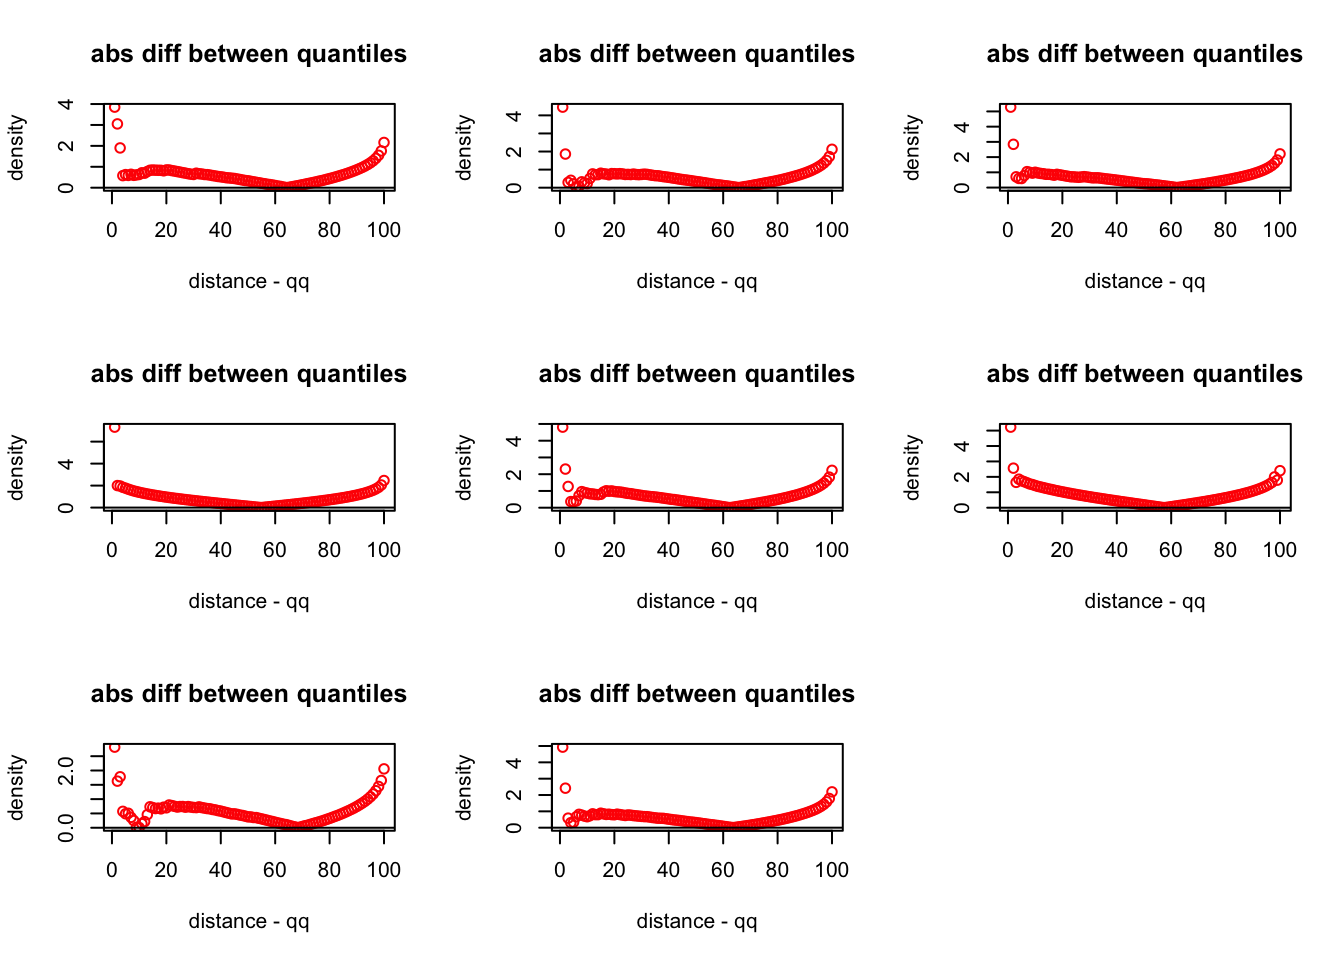 abs diff between quantiles abs diff between quantiles abs diff between quantiles
density 0 2 4 density 0 2 4 density 0 2 4
0 20 40 60 80 100 0 20 40 60 80 100 0 20 40 60 80 100
distance - qq distance - qq distance - qq
abs diff between quantiles abs diff between quantiles abs diff between quantiles
density 0 4 density 0 2 4 density 0 2 4
0 20 40 60 80 100 0 20 40 60 80 100 0 20 40 60 80 100
distance - qq distance - qq distance - qq
abs diff between quantiles abs diff between quantiles
density 0.0 2.0 density 0 2 4
0 20 40 60 80 100 0 20 40 60 80 100
distance - qq distance - qq